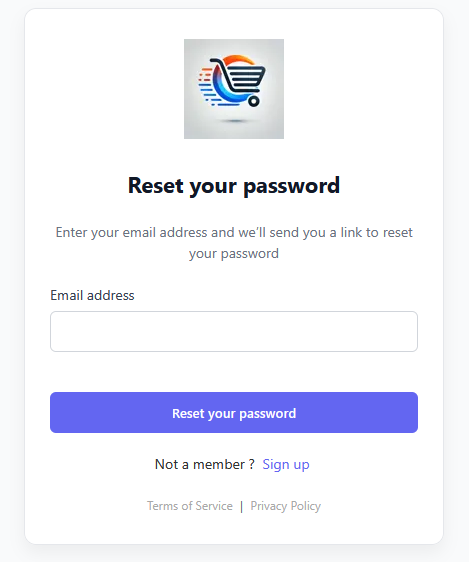 Reset your password
Enter your email address and we'll send you a link to reset
your password
Email address
Reset your password
Not a member ? Sign up
Terms of Service | Privacy Policy